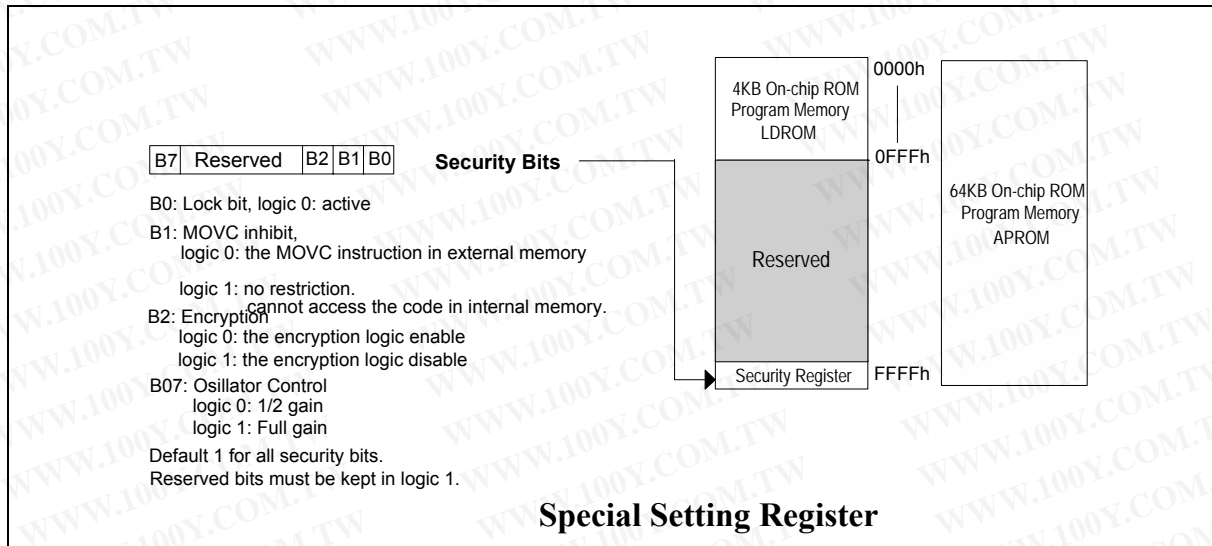 B7 Reserved B2 B1 B0
Security Bits
B0: Lock bit, logic 0: active
B1: MOVC inhibit,
logic 0: the MOVC instruction in external memory
logic 1: no restriction.
cannot access the code in internal memory.
B2: Encryption
logic 0: the encryption logic enable
logic 1: the encryption logic disable
B07: Osillator Control
logic 0: 1/2 gain
logic 1: Full gain
Default 1 for all security bits.
Reserved bits must be kept in logic 1.
4KB On-chip ROM
Program Memory
LDROM
0000h
0FFFh
Reserved
Security Register
FFFFh
64KB On-chip ROM
Program Memory
APROM
Special Setting Register
WWW.100Y.COM.TW